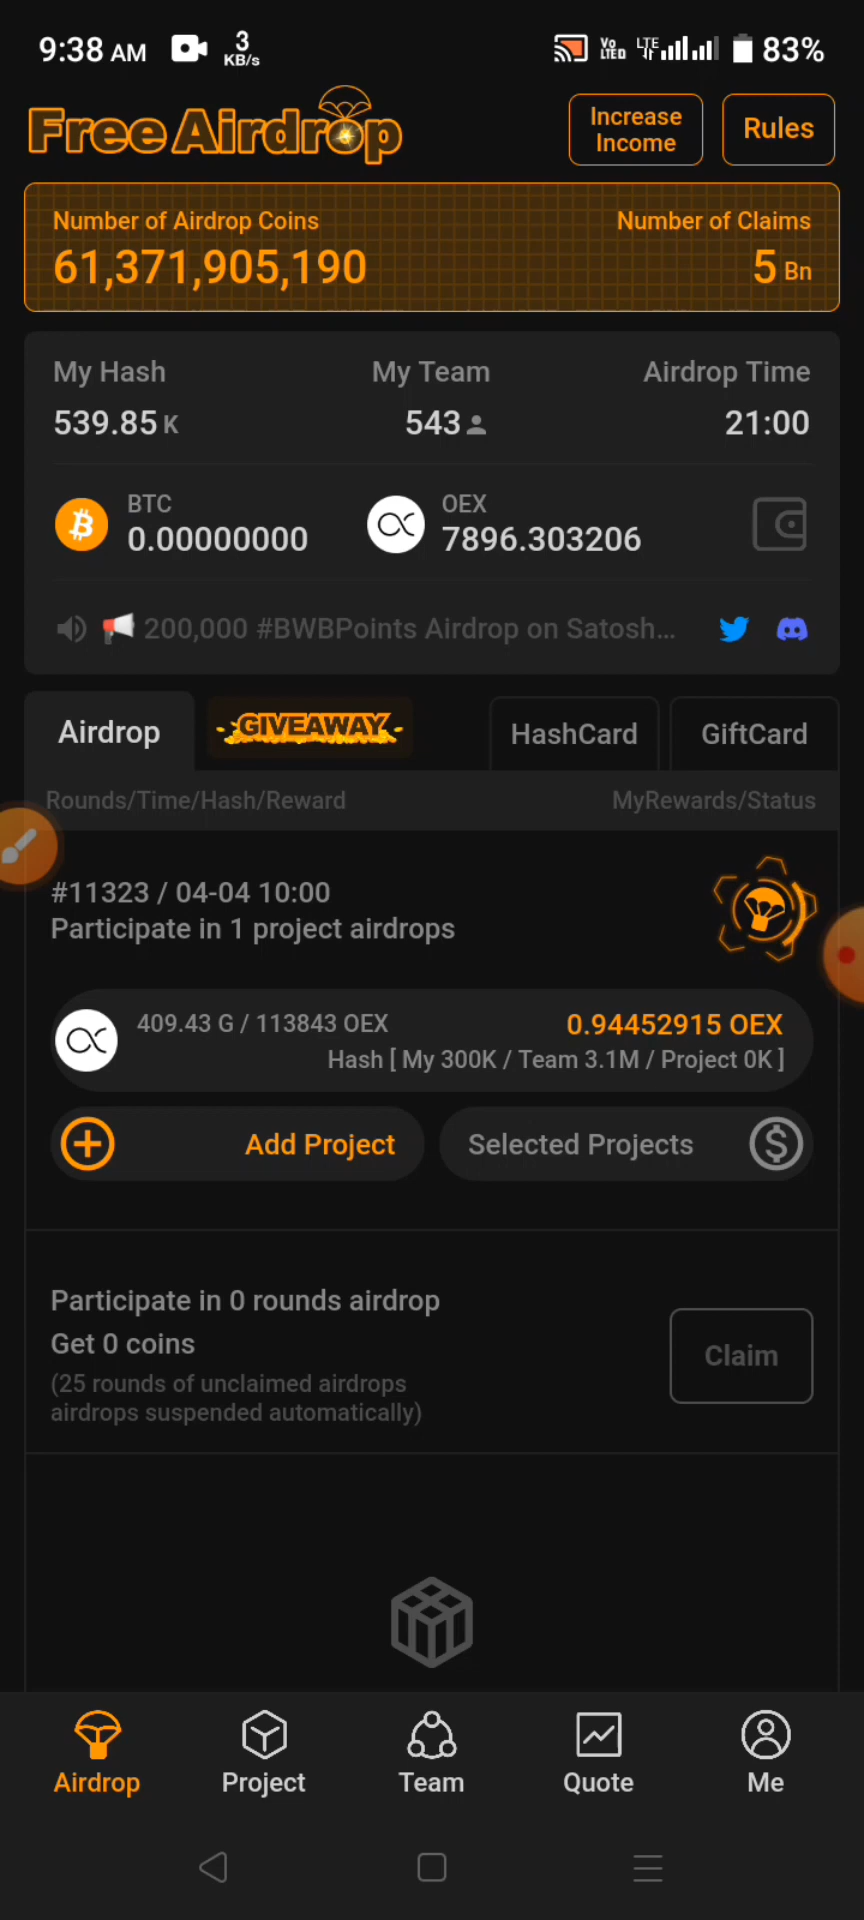 9:38 AM 3 KB/s VoLTED LTE 83%
Free Airdrop
Increase Income
Rules
Number of Airdrop Coins Number of Claims
61,371,905,190 5 Bn
My Hash My Team Airdrop Time
539.85 K 543 21:00
BTC OEX
0.00000000 7896.303206
200,000 #BWBPoints Airdrop on Satosh...
Airdrop GIVEAWAY HashCard GiftCard
Rounds/Time/Hash/Reward MyRewards/Status
#11323 / 04-04 10:00
Participate in 1 project airdrops
409.43 G / 113843 OEX 0.94452915 OEX
Hash [ My 300K / Team 3.1M / Project 0K ]
Add Project Selected Projects
Participate in 0 rounds airdrop
Get 0 coins
Claim
(25 rounds of unclaimed airdrops
airdrops suspended automatically)
Airdrop Project Team Quote Me